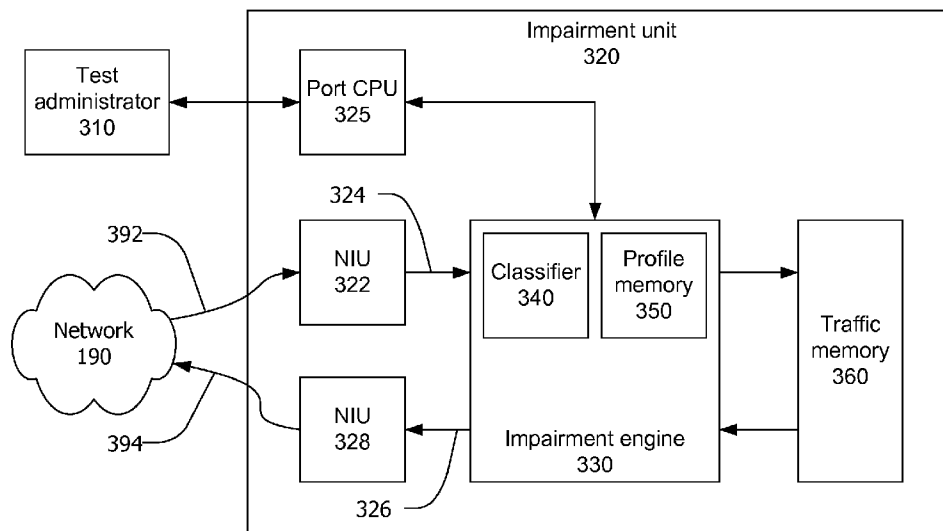 Impairment unit
320
Test
administrator
310
Port CPU
325
324
392
NIU
322
Classifier
340
Profile
memory
350
Network
190
Traffic
memory
360
394
NIU
328
326
Impairment engine
330